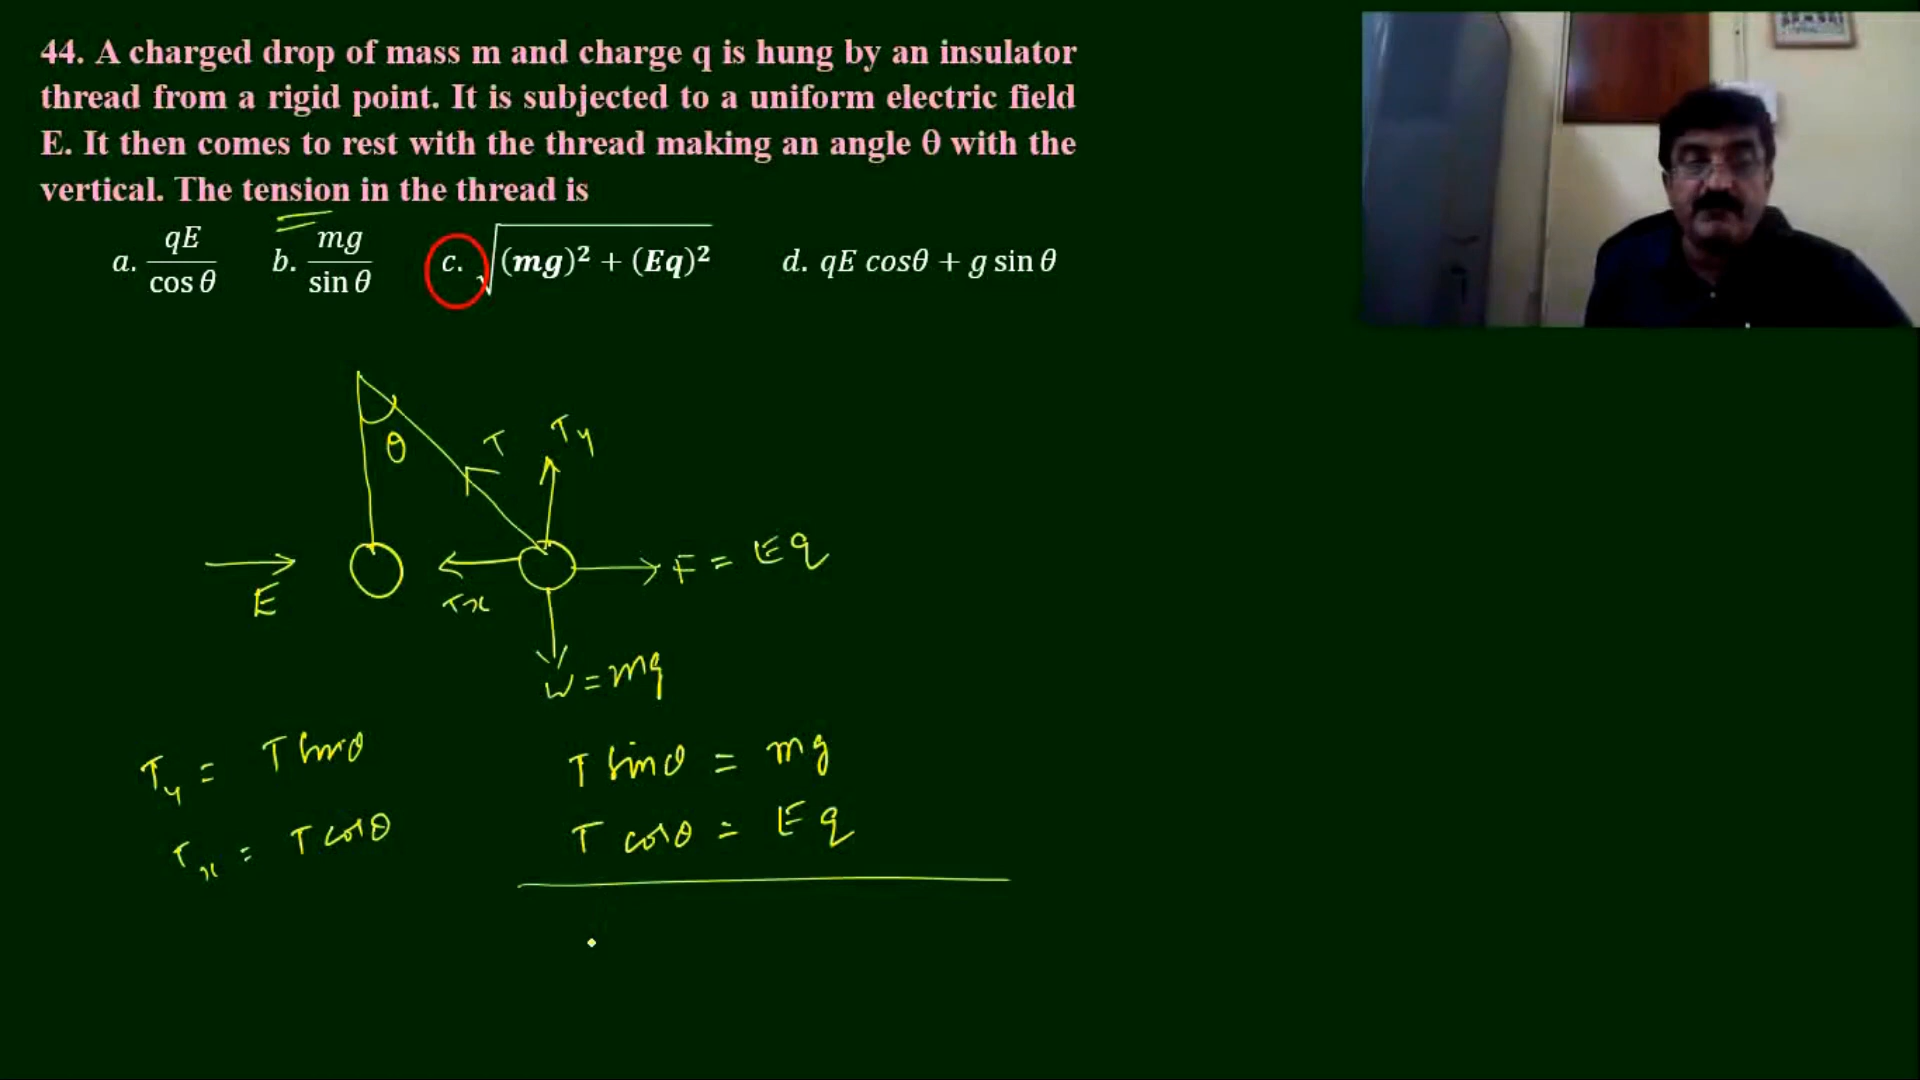 44. A charged drop of mass m and charge q is hung by an insulator
thread from a rigid point. It is subjected to a uniform electric field
E. It then comes to rest with the thread making an angle θ with the
vertical. The tension in the thread is
a. qE/cos θ b. mg/sin θ c. √(mg)² + (Eq)² d. qE cosθ + g sin θ
θ
T
Ty
E
Tx
F = Eq
W = mg
Ty = T sinθ
Tx = T cosθ
T sinθ = mg
T cosθ = Eq